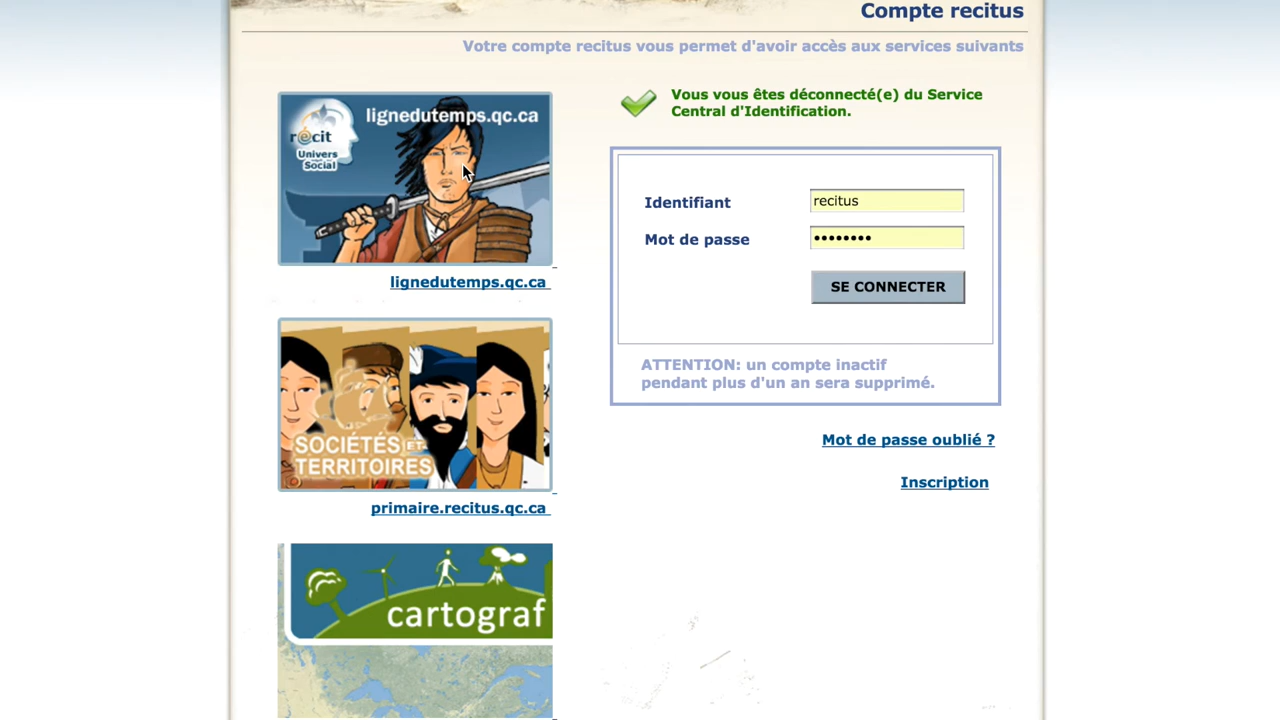 Compte recitus
Votre compte recitus vous permet d'avoir accès aux services suivants
lignedutemps.qc.ca
récit
Univers
Social
lignedutemps.qc.ca
SOCIÉTÉS ET
TERRITOIRES
primaire.recitus.qc.ca
cartograf
Vous vous êtes déconnecté(e) du Service
Central d'Identification.
Identifiant recitus
Mot de passe ••••••••
SE CONNECTER
ATTENTION: un compte inactif
pendant plus d'un an sera supprimé.
Mot de passe oublié ?
Inscription